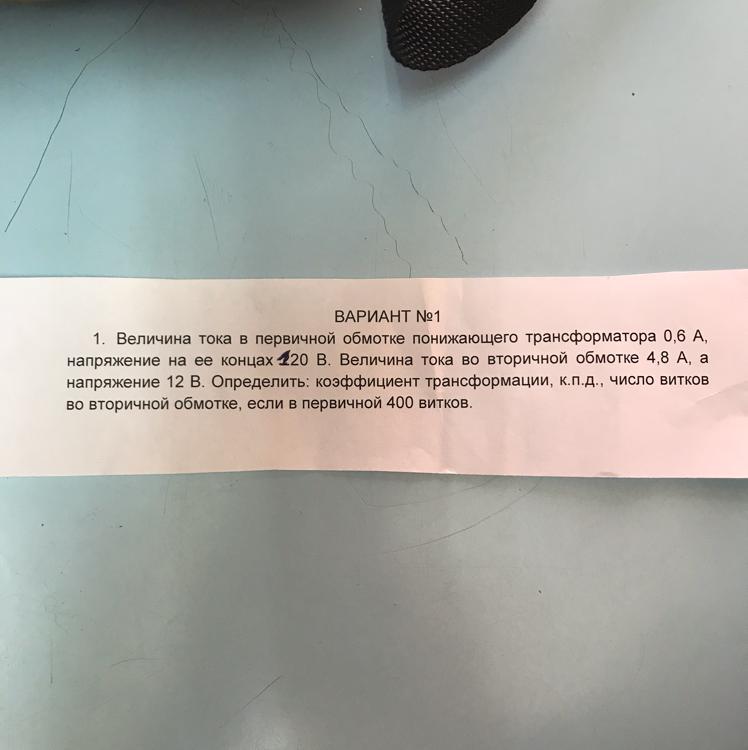 ВАРИАНТ №1
1. Величина тока в первичной обмотке понижающего трансформатора 0,6 А,
напряжение на ее концах 120 В. Величина тока во вторичной обмотке 4,8 А, а
напряжение 12 В. Определить: коэффициент трансформации, к.п.д., число витков
во вторичной обмотке, если в первичной 400 витков.